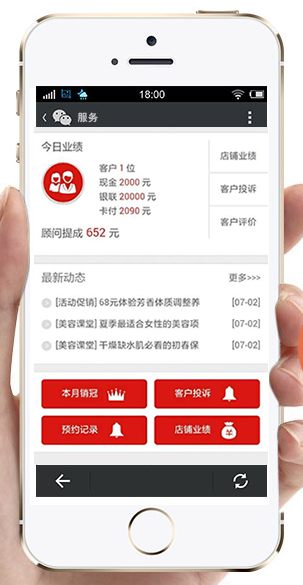 18:00
服务
今日业绩
客户 1 位
现金 2000 元
银联 20000 元
卡付 2090 元
顾问提成 652 元
店铺业绩
客户投诉
客户评价
最新动态 更多>>>
[活动促销] 68元体验芳香体质调整养 [07-02]
[美容课堂] 夏季最适合女性的美容项 [07-02]
[美容课堂] 干燥缺水肌必看的初春保 [07-02]
本月销冠 客户投诉
预约记录 店铺业绩